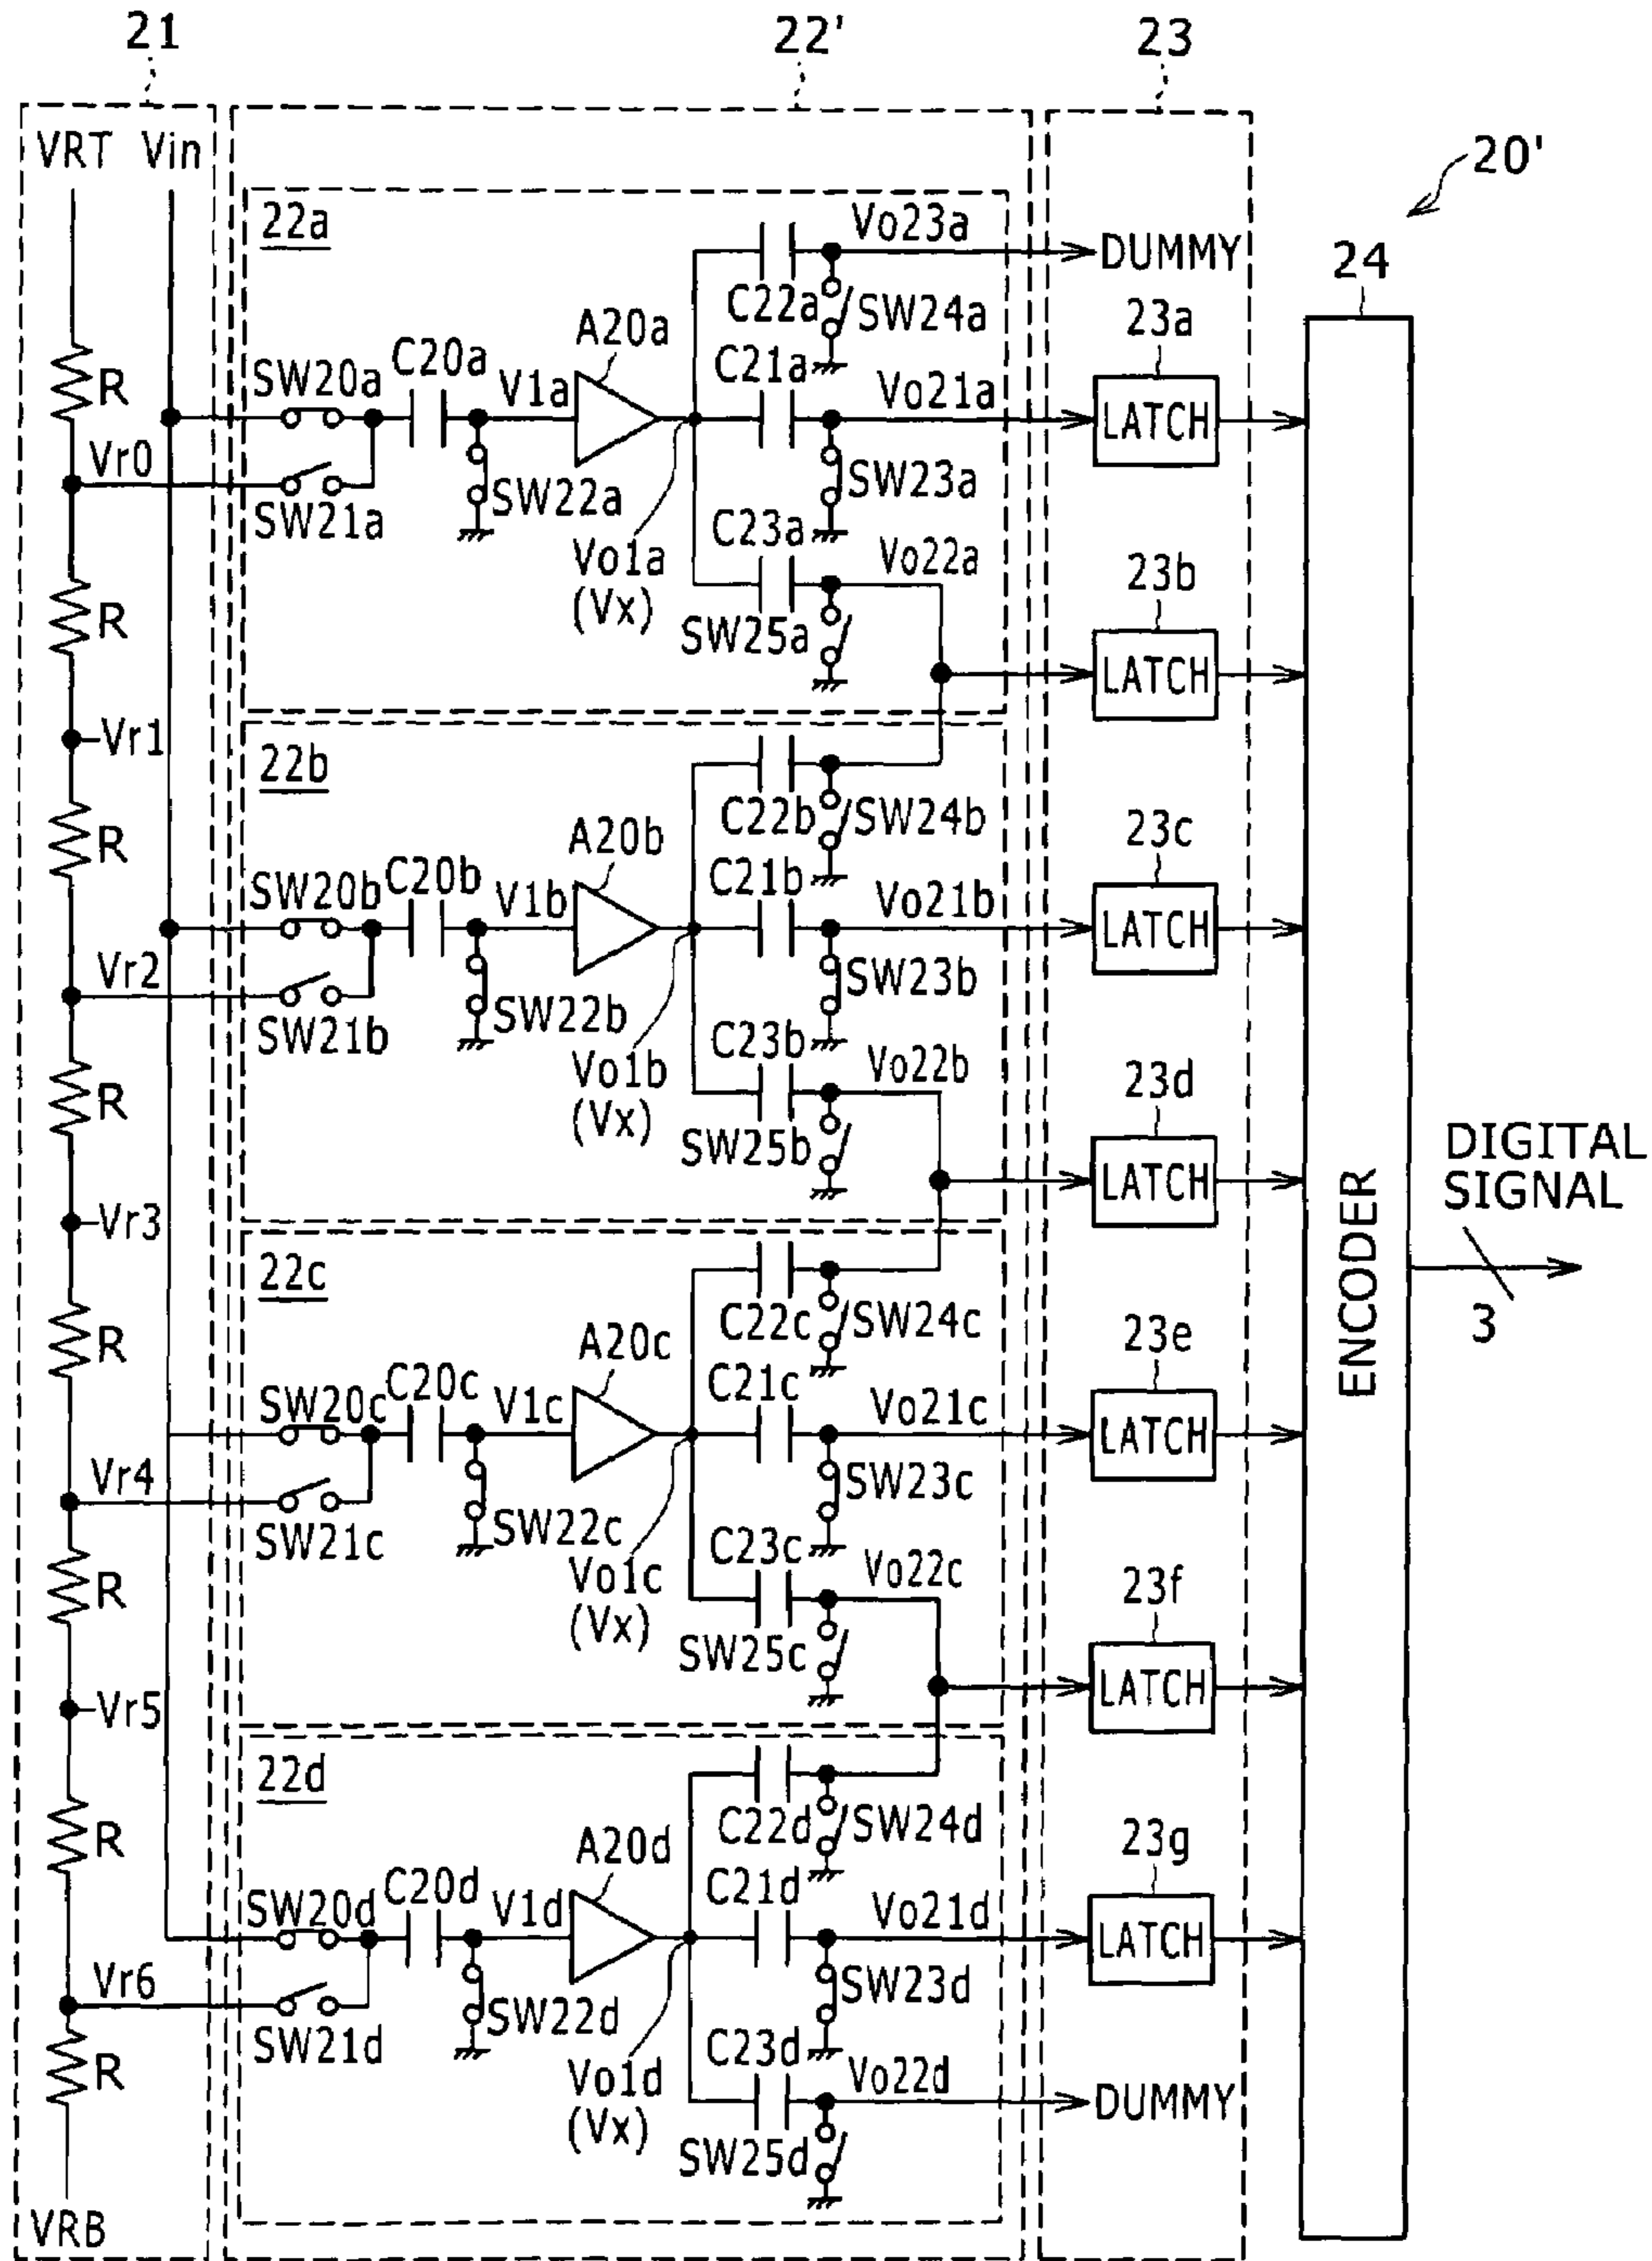 21
22'
23
20'
VRT
Vin
22a
Vo23a
DUMMY
24
C22a
SW24a
23a
A20a
SW20a
C20a
V1a
C21a
Vo21a
LATCH
R
Vr0
SW21a
SW22a
SW23a
C23a
Vo1a
(Vx)
Vo22a
23b
R
SW25a
LATCH
Vr1
22b
R
C22b
SW24b
23c
A20b
SW20b
C20b
V1b
C21b
Vo21b
LATCH
Vr2
SW21b
SW22b
SW23b
C23b
Vo1b
(Vx)
Vo22b
23d
R
SW25b
LATCH
DIGITAL
SIGNAL
3
ENCODER
Vr3
22c
R
C22c
SW24c
23e
A20c
SW20c
C20c
V1c
C21c
Vo21c
LATCH
Vr4
SW21c
SW22c
SW23c
C23c
Vo1c
(Vx)
Vo22c
23f
R
SW25c
LATCH
Vr5
22d
R
C22d
SW24d
23g
A20d
SW20d
C20d
V1d
C21d
Vo21d
LATCH
Vr6
SW21d
SW22d
SW23d
R
C23d
Vo1d
(Vx)
Vo22d
DUMMY
SW25d
VRB